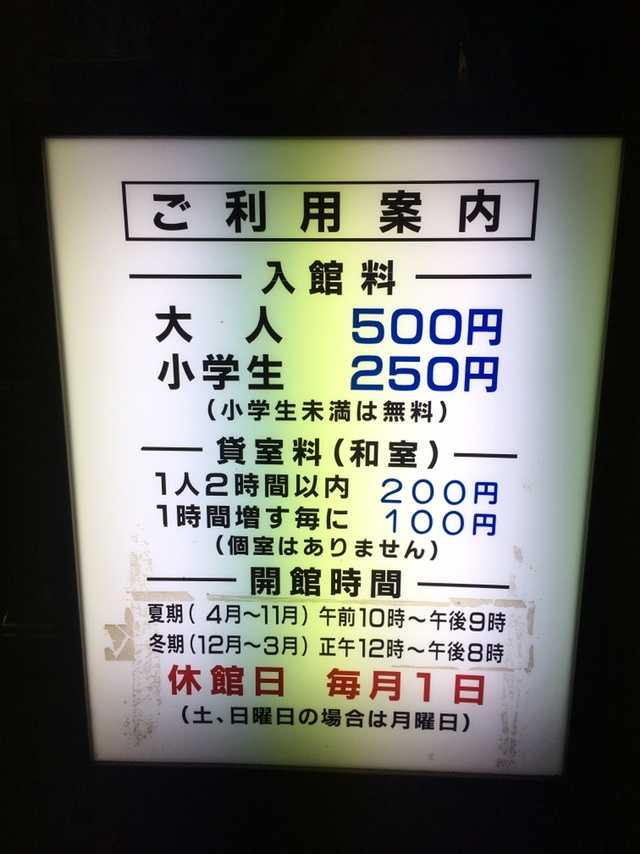 ご利用案内
入館料
大人 500円
小学生 250円
(小学生未満は無料)
貸室料(和室)
1人2時間以内 200円
1時間増す毎に 100円
(個室はありません)
開館時間
夏期(4月~11月)午前10時~午後9時
冬期(12月~3月)正午12時~午後8時
休館日 毎月1日
(土、日曜日の場合は月曜日)